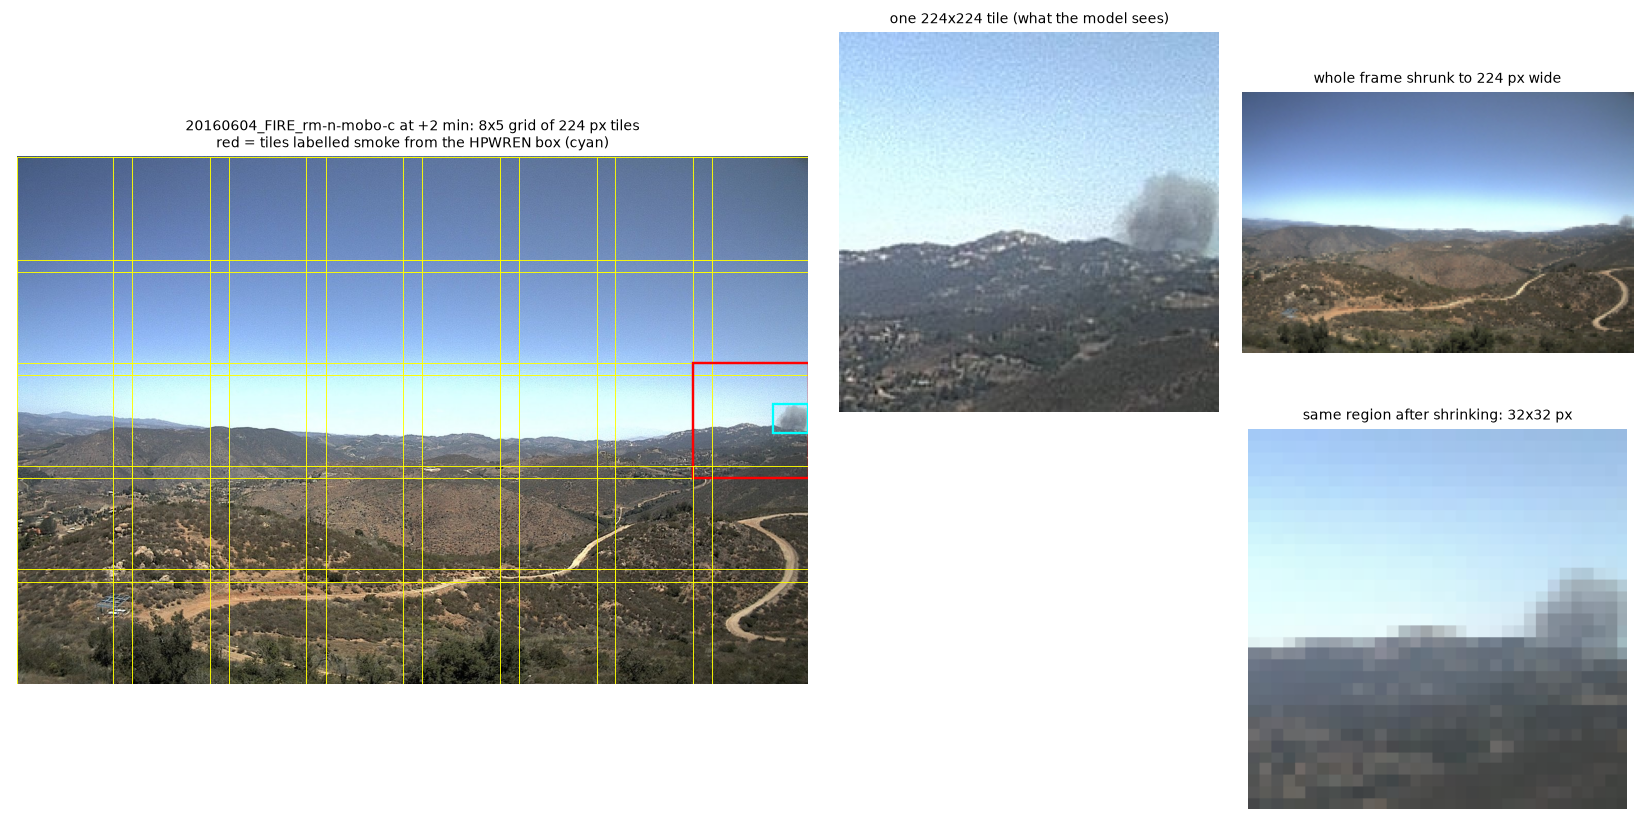 20160604_FIRE_rm-n-mobo-c at +2 min: 8x5 grid of 224 px tiles
red = tiles labelled smoke from the HPWREN box (cyan)
one 224x224 tile (what the model sees)
whole frame shrunk to 224 px wide
same region after shrinking: 32x32 px